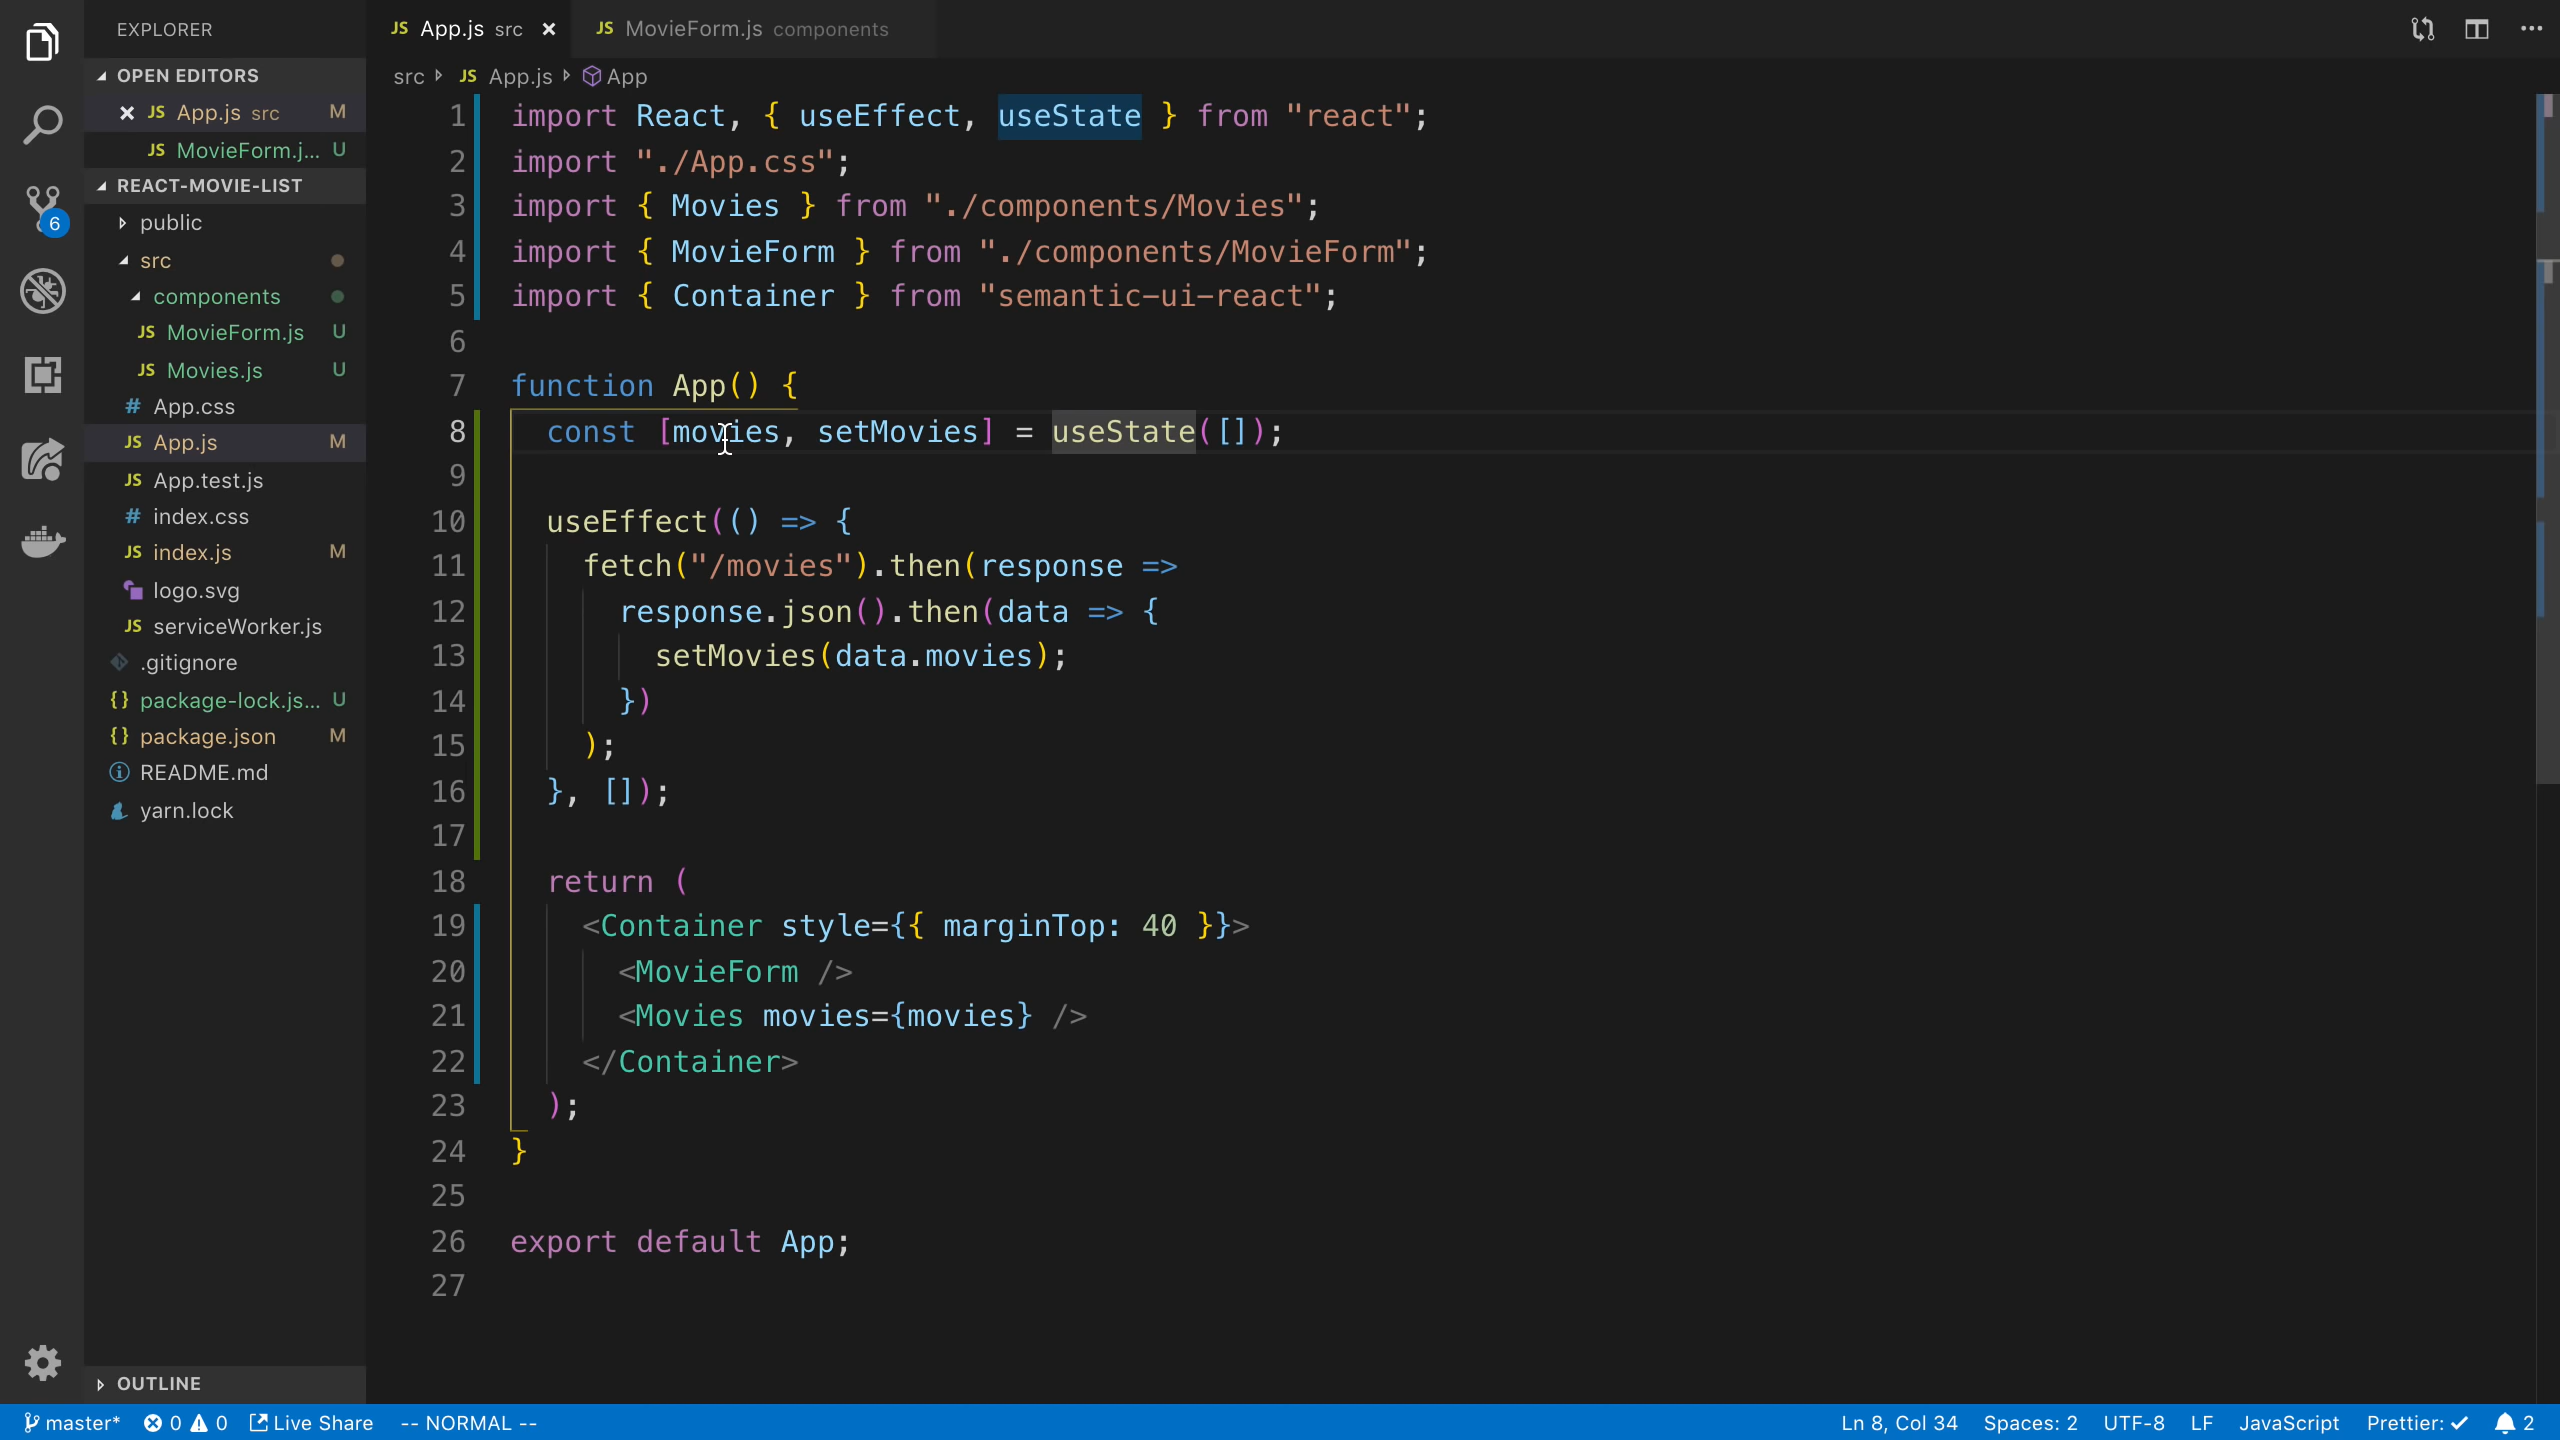 EXPLORER
OPEN EDITORS
JS App.js src M
JS MovieForm.j... U
REACT-MOVIE-LIST
public
src
components
JS MovieForm.js U
JS Movies.js U
# App.css
JS App.js M
JS App.test.js
# index.css
JS index.js M
logo.svg
JS serviceWorker.js
.gitignore
{} package-lock.js... U
{} package.json M
README.md
yarn.lock
OUTLINE
6
JS App.js src
JS MovieForm.js components
src JS App.js App
1 import React, { useEffect, useState } from "react";
2 import "./App.css";
3 import { Movies } from "./components/Movies";
4 import { MovieForm } from "./components/MovieForm";
5 import { Container } from "semantic-ui-react";
6
7 function App() {
8 const [movies, setMovies] = useState([]);
9
10 useEffect(() => {
11 fetch("/movies").then(response =>
12 response.json().then(data => {
13 setMovies(data.movies);
14 })
15 );
16 }, []);
17
18 return (
19 <Container style={{ marginTop: 40 }}>
20 <MovieForm />
21 <Movies movies={movies} />
22 </Container>
23 );
24 }
25
26 export default App;
27
master* 0 0 Live Share -- NORMAL -- Ln 8, Col 34 Spaces: 2 UTF-8 LF JavaScript Prettier: ✓ 2